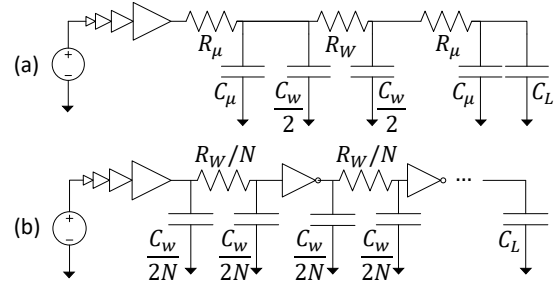 (a) + − R_μ C_μ C_w/2 R_W C_w/2 R_μ C_μ C_L
(b) + − C_w/2N R_W/N C_w/2N C_w/2N R_W/N C_w/2N ... C_L